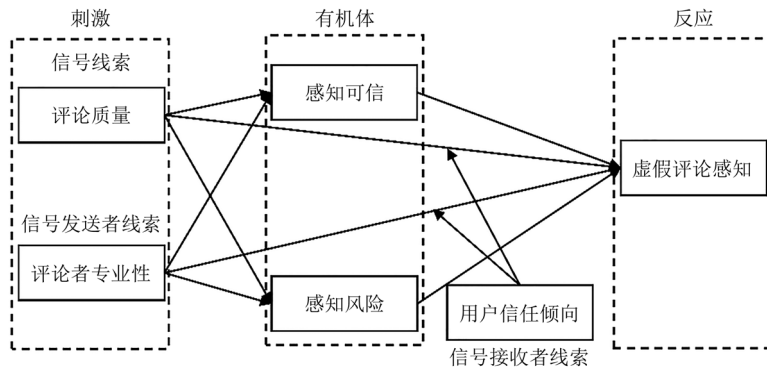 刺激
有机体
反应
信号线索
评论质量
感知可信
虚假评论感知
信号发送者线索
评论者专业性
感知风险
用户信任倾向
信号接收者线索